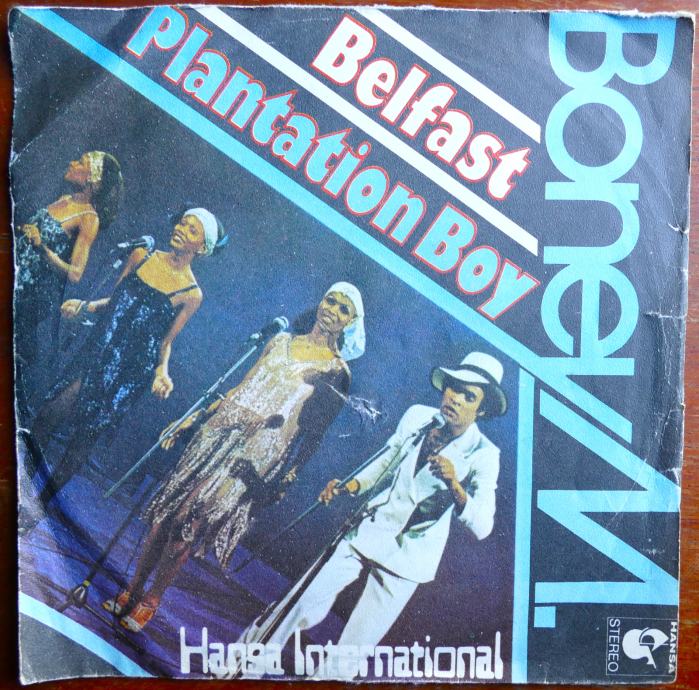 Belfast
Plantation Boy
Boney M.
Hansa International
HANSA
STEREO